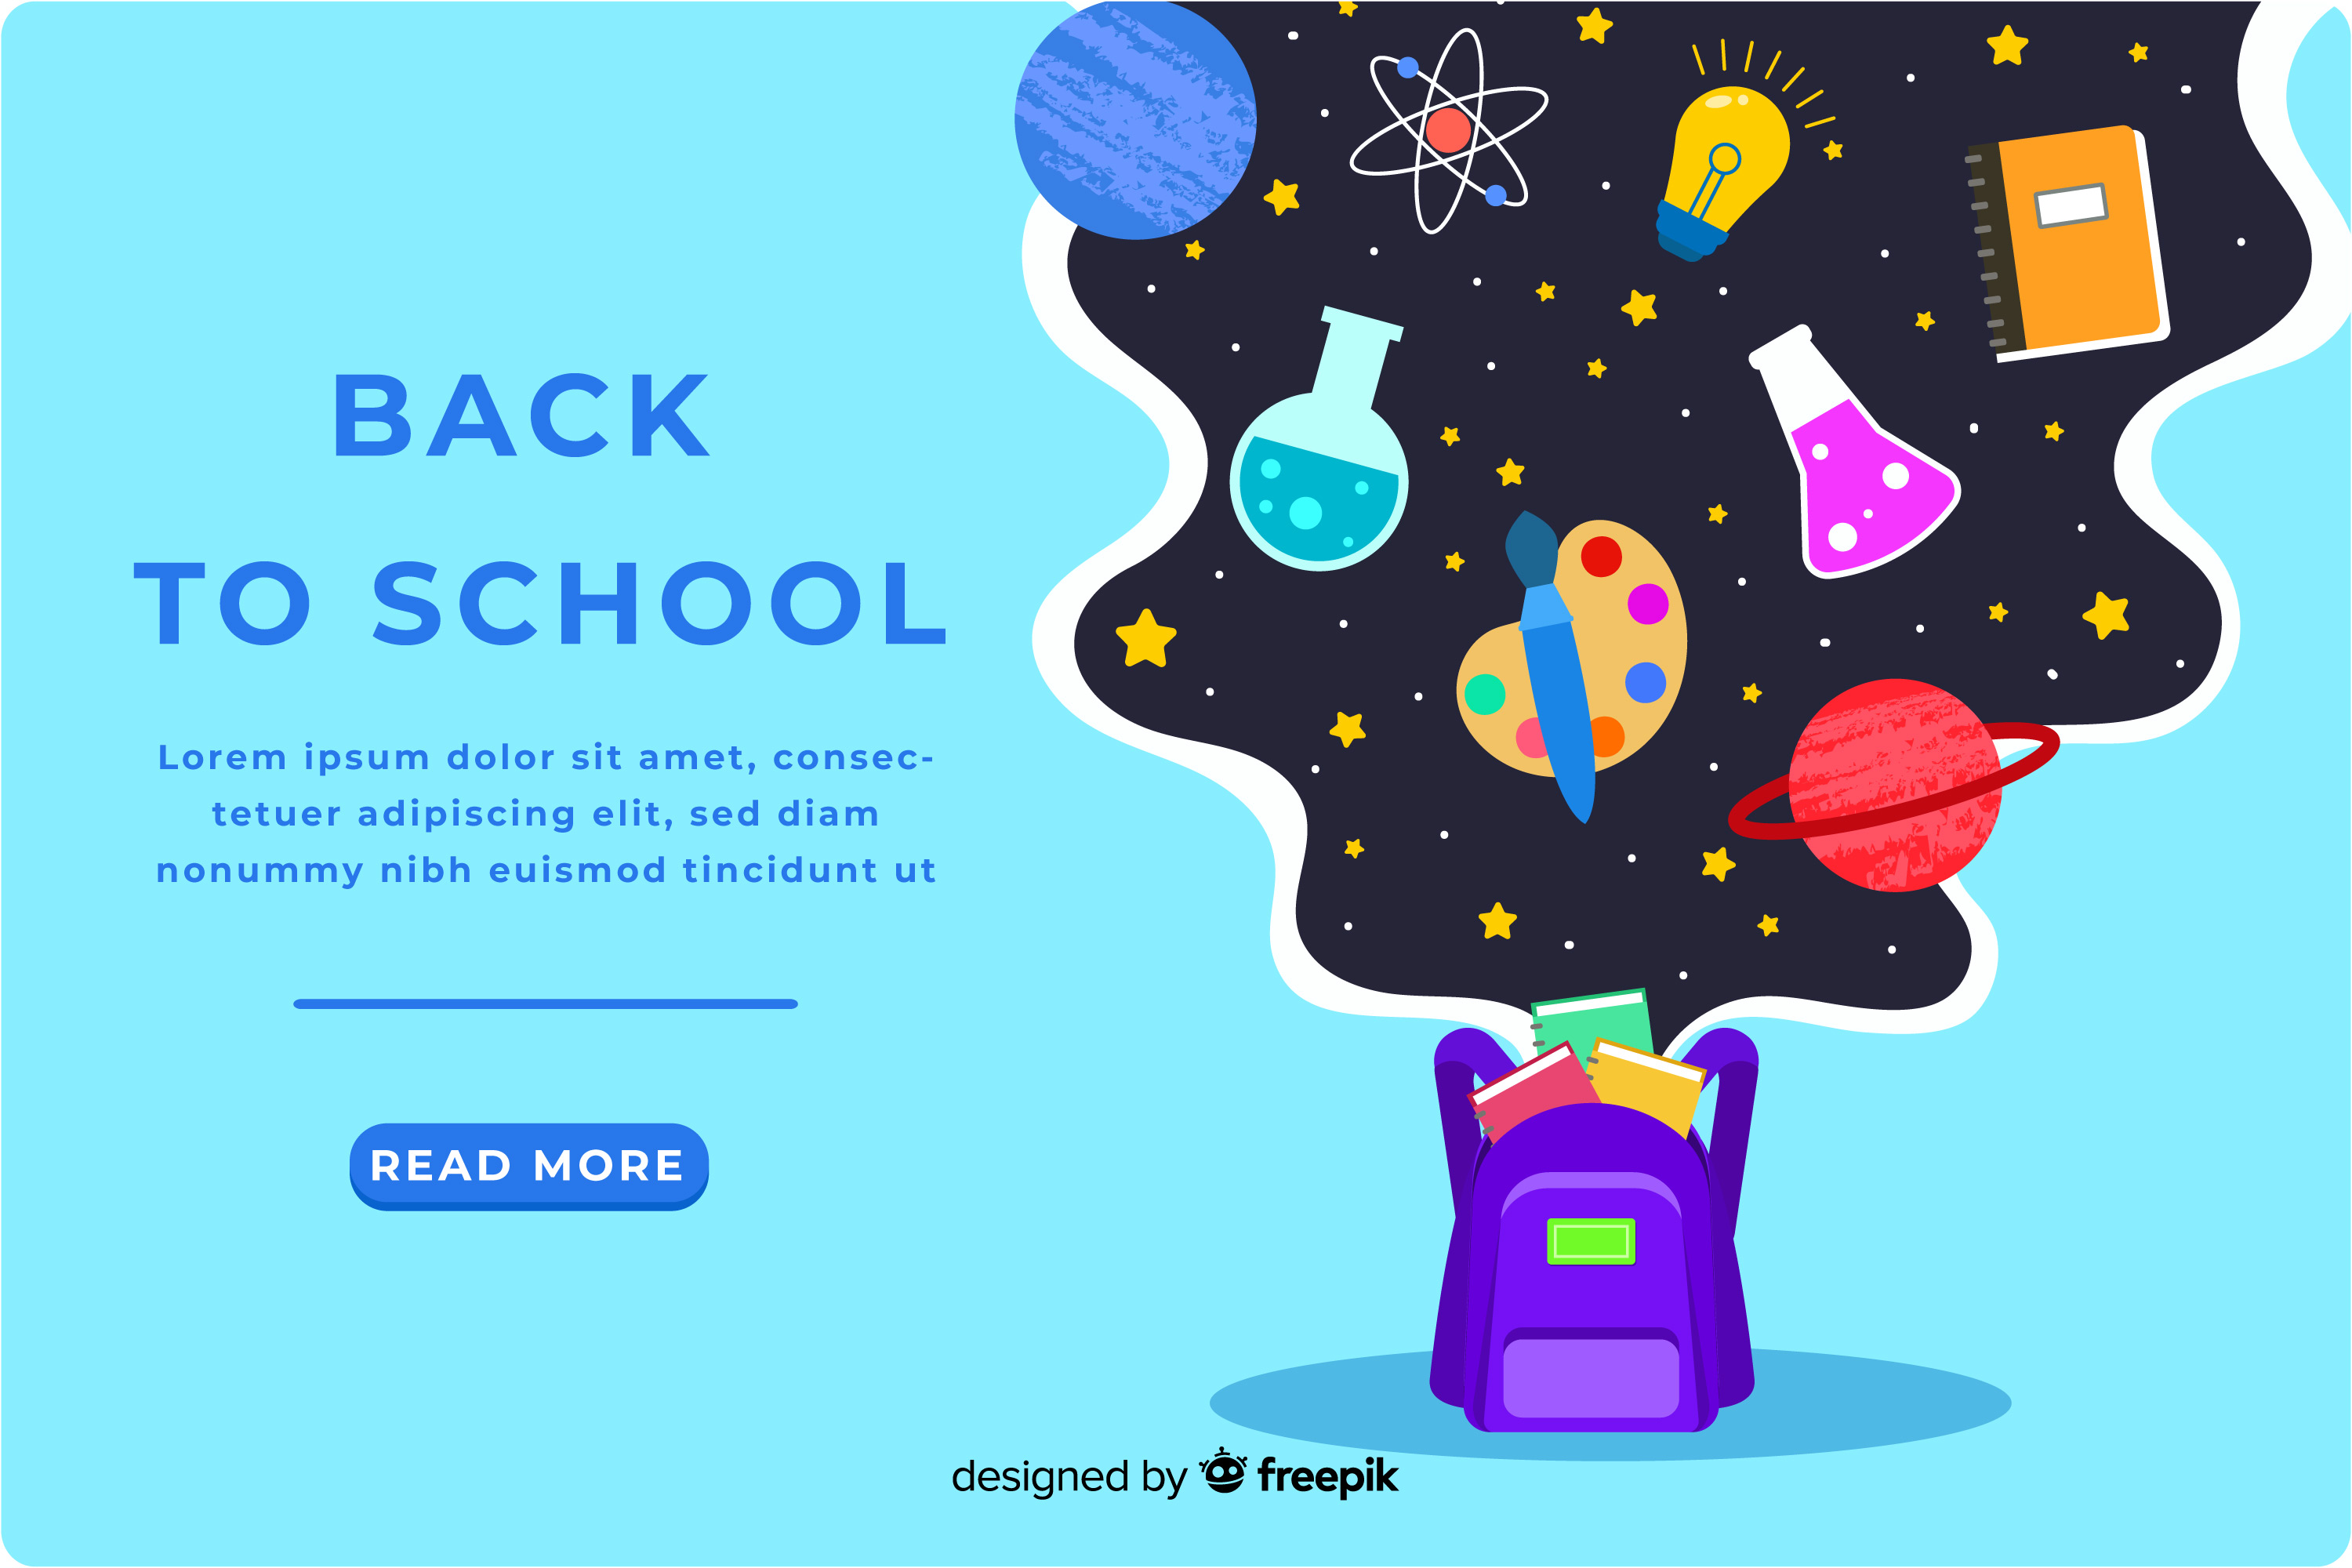 BACK
TO SCHOOL
Lorem ipsum dolor sit amet, consec-
tetuer adipiscing elit, sed diam
nonummy nibh euismod tincidunt ut
READ MORE
designed by freepik